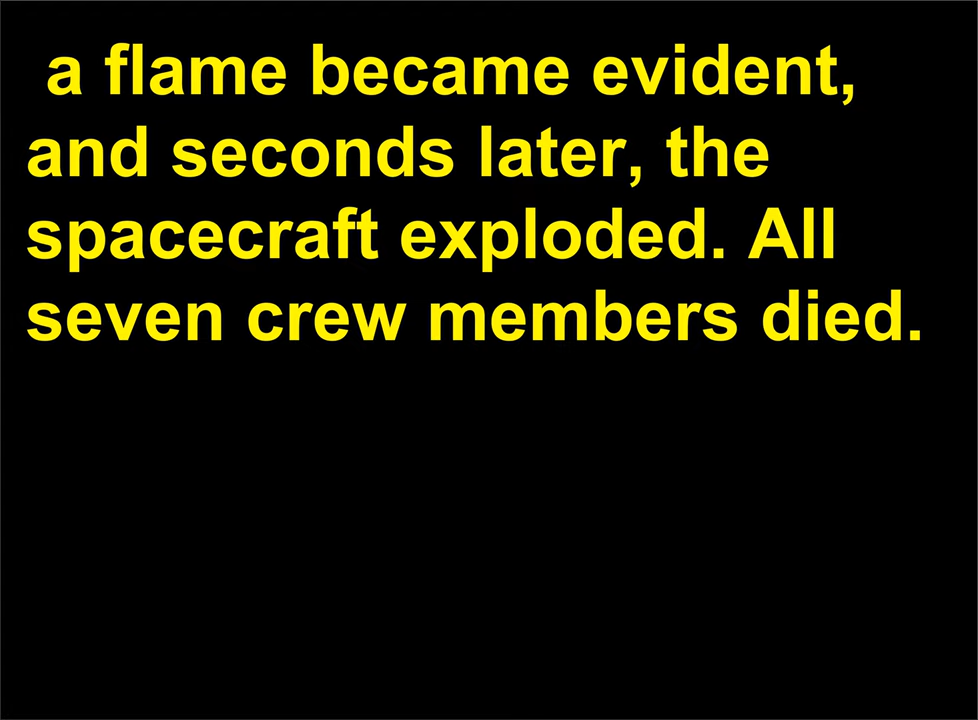 a flame became evident,
and seconds later, the
spacecraft exploded. All
seven crew members died.